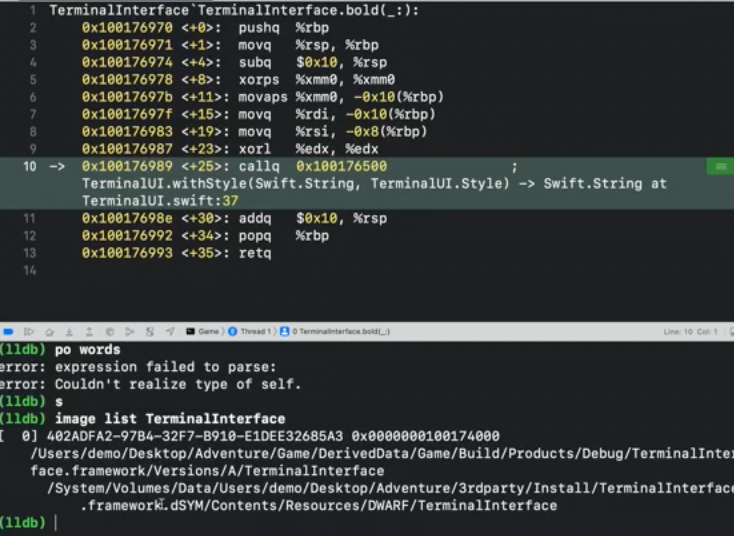 1 TerminalInterface`TerminalInterface.bold(_:):
2 0x100176970 <+0>: pushq %rbp
3 0x100176971 <+1>: movq %rsp, %rbp
4 0x100176974 <+4>: subq $0x10, %rsp
5 0x100176978 <+8>: xorps %xmm0, %xmm0
6 0x10017697b <+11>: movaps %xmm0, -0x10(%rbp)
7 0x10017697f <+15>: movq %rdi, -0x10(%rbp)
8 0x100176983 <+19>: movq %rsi, -0x8(%rbp)
9 0x100176987 <+23>: xorl %edx, %edx
10 -> 0x100176989 <+25>: callq 0x100176500 ;
TerminalUI.withStyle(Swift.String, TerminalUI.Style) -> Swift.String at
TerminalUI.swift:37
11 0x10017698e <+30>: addq $0x10, %rsp
12 0x100176992 <+34>: popq %rbp
13 0x100176993 <+35>: retq
14
Game Thread 1 0 TerminalInterface.bold(_:) Line: 10 Col: 1
(lldb) po words
error: expression failed to parse:
error: Couldn't realize type of self.
(lldb) s
(lldb) image list TerminalInterface
[ 0] 402ADFA2-97B4-32F7-B910-E1DEE32685A3 0x0000000100174000
/Users/demo/Desktop/Adventure/Game/DerivedData/Game/Build/Products/Debug/TerminalInter
face.framework/Versions/A/TerminalInterface
/System/Volumes/Data/Users/demo/Desktop/Adventure/3rdparty/Install/TerminalInterface
.framework.dSYM/Contents/Resources/DWARF/TerminalInterface
(lldb)